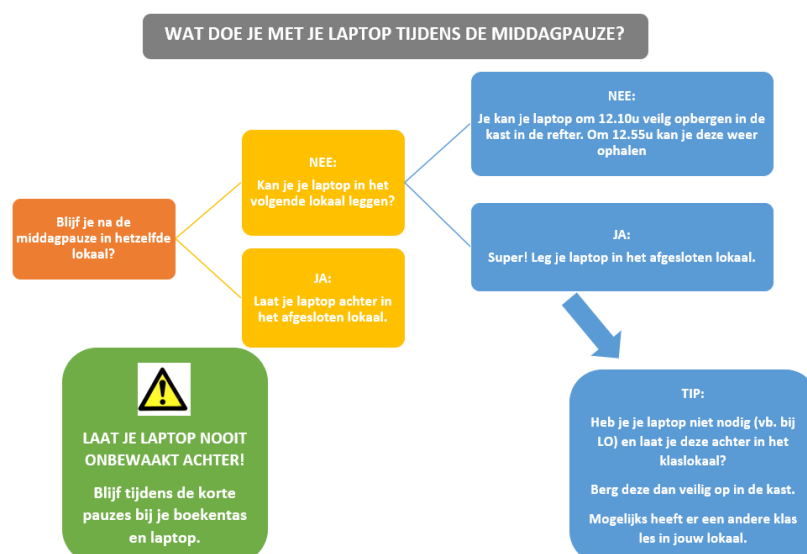 WAT DOE JE MET JE LAPTOP TIJDENS DE MIDDAGPAUZE?
Blijf je na de
middagpauze in hetzelfde
lokaal?
NEE:
Kan je je laptop in het
volgende lokaal leggen?
JA:
Laat je laptop achter in
het afgesloten lokaal.
NEE:
Je kan je laptop om 12.10u veilg opbergen in de
kast in de refter. Om 12.55u kan je deze weer
ophalen
JA:
Super! Leg je laptop in het afgesloten lokaal.
LAAT JE LAPTOP NOOIT
ONBEWAAKT ACHTER!
Blijf tijdens de korte
pauzes bij je boekentas
en laptop.
TIP:
Heb je je laptop niet nodig (vb. bij
LO) en laat je deze achter in het
klaslokaal?
Berg deze dan veilig op in de kast.
Mogelijks heeft er een andere klas
les in jouw lokaal.